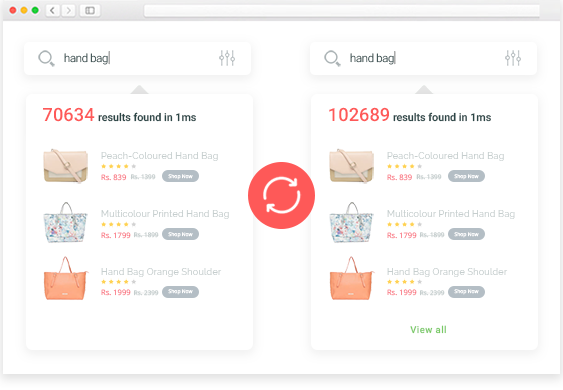 hand bag
70634 results found in 1ms
Peach-Coloured Hand Bag
Rs. 839 Rs. 1399 Shop Now
Multicolour Printed Hand Bag
Rs. 1799 Rs. 1899 Shop Now
Hand Bag Orange Shoulder
Rs. 1999 Rs. 2399 Shop Now
hand bag
102689 results found in 1ms
Peach-Coloured Hand Bag
Rs. 839 Rs. 1399 Shop Now
Multicolour Printed Hand Bag
Rs. 1799 Rs. 1899 Shop Now
Hand Bag Orange Shoulder
Rs. 1999 Rs. 2399 Shop Now
View all